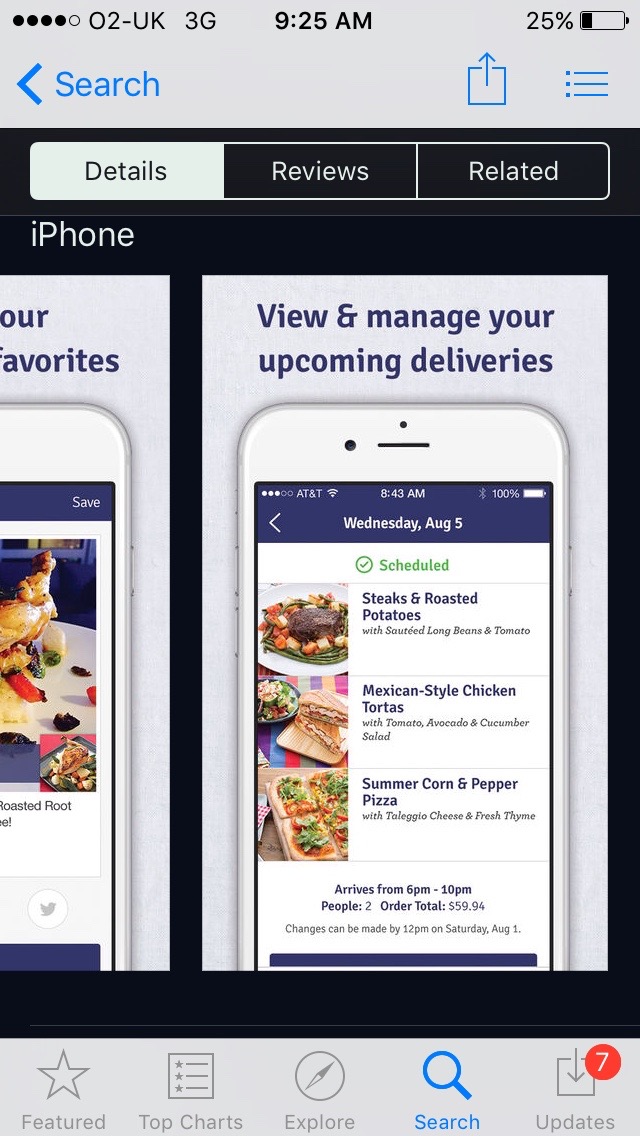 O2-UK 3G 9:25 AM 25%
Search
Details Reviews Related
iPhone
our
favorites
Save
Roasted Root
ee!
View & manage your
upcoming deliveries
AT&T 8:43 AM 100%
Wednesday, Aug 5
Scheduled
Steaks & Roasted
Potatoes
with Sautéed Long Beans & Tomato
Mexican-Style Chicken
Tortas
with Tomato, Avocado & Cucumber
Salad
Summer Corn & Pepper
Pizza
with Taleggio Cheese & Fresh Thyme
Arrives from 6pm - 10pm
People: 2 Order Total: $59.94
Changes can be made by 12pm on Saturday, Aug 1.
7
Featured Top Charts Explore Search Updates